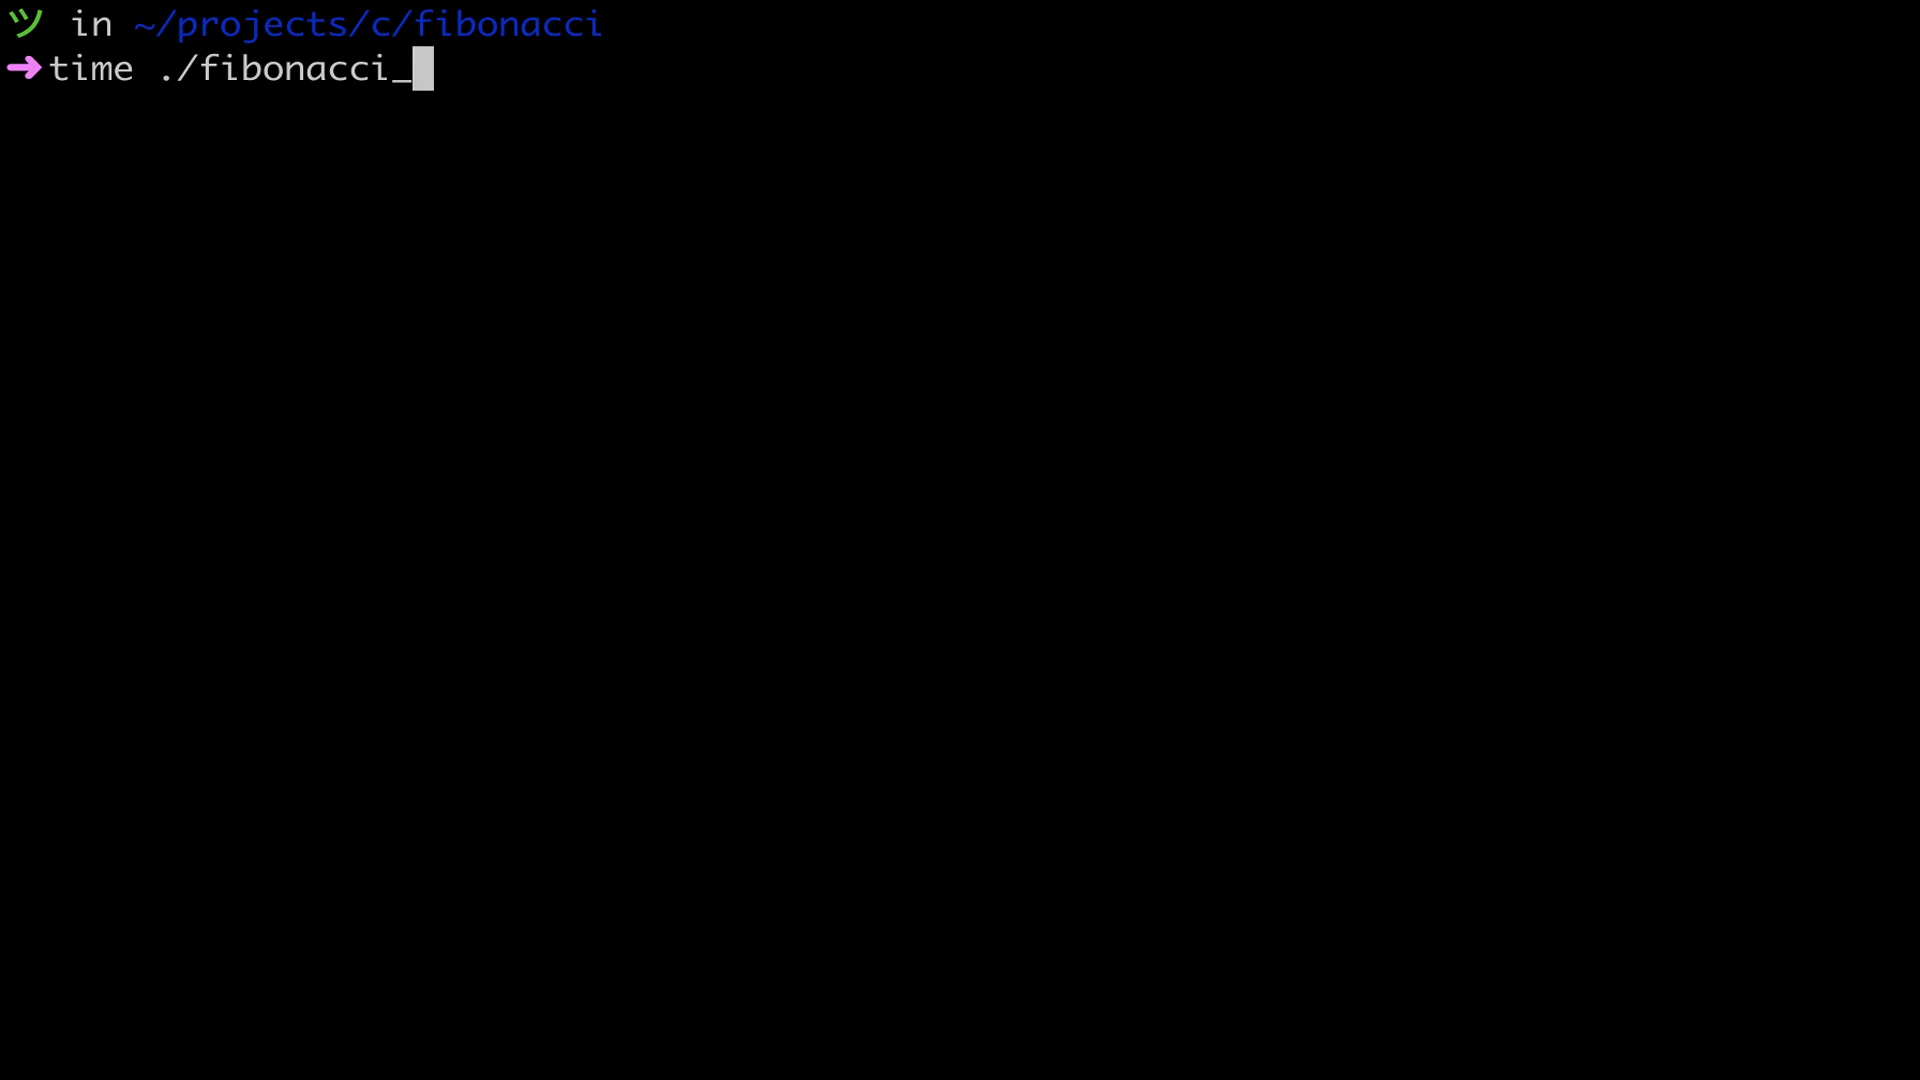 ツ in ~/projects/c/fibonacci
➜ time ./fibonacci_